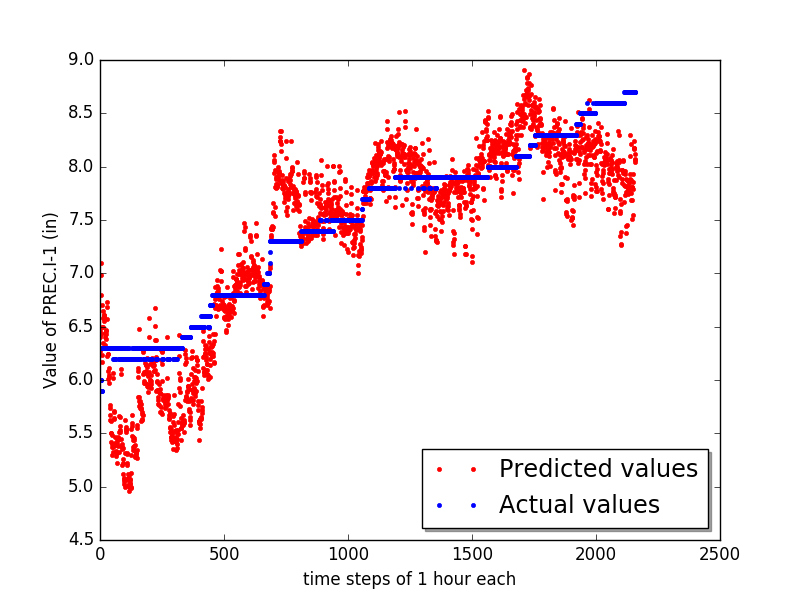 9.0
8.5
8.0
7.5
7.0
6.5
6.0
5.5
5.0
4.5
Value of PREC.I-1 (in)
Predicted values
Actual values
0 500 1000 1500 2000 2500
time steps of 1 hour each